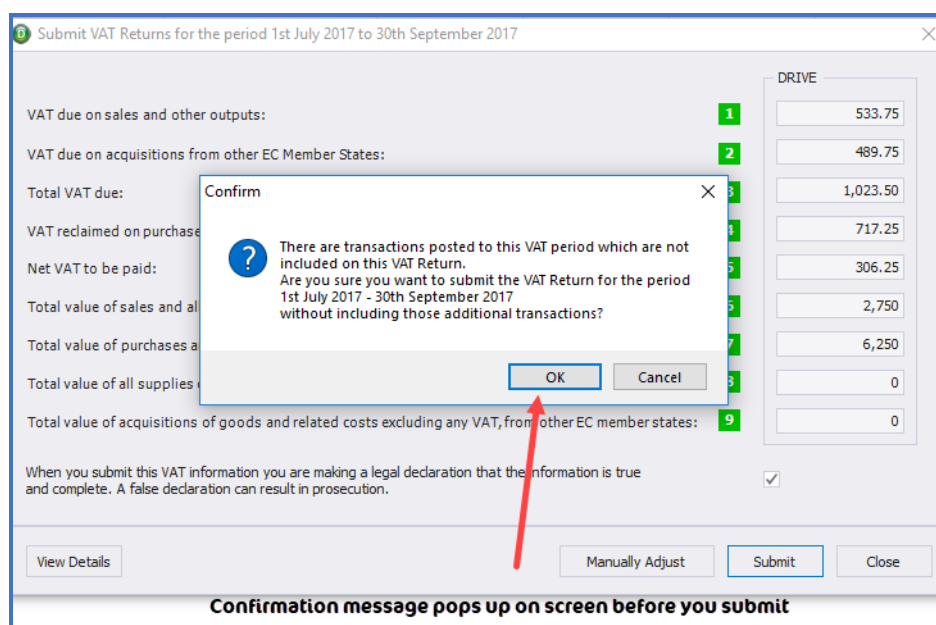 Submit VAT Returns for the period 1st July 2017 to 30th September 2017
DRIVE
VAT due on sales and other outputs: 1 533.75
VAT due on acquisitions from other EC Member States: 2 489.75
Total VAT due: 3 1,023.50
Confirm
VAT reclaimed on purchase 4 717.25
There are transactions posted to this VAT period which are not
included on this VAT Return.
Are you sure you want to submit the VAT Return for the period
1st July 2017 - 30th September 2017
without including those additional transactions?
Net VAT to be paid: 5 306.25
Total value of sales and al 6 2,750
Total value of purchases a 7 6,250
OK Cancel
Total value of all supplies 8 0
Total value of acquisitions of goods and related costs excluding any VAT, from other EC member states: 9 0
When you submit this VAT information you are making a legal declaration that the information is true
and complete. A false declaration can result in prosecution.
View Details Manually Adjust Submit Close
Confirmation message pops up on screen before you submit